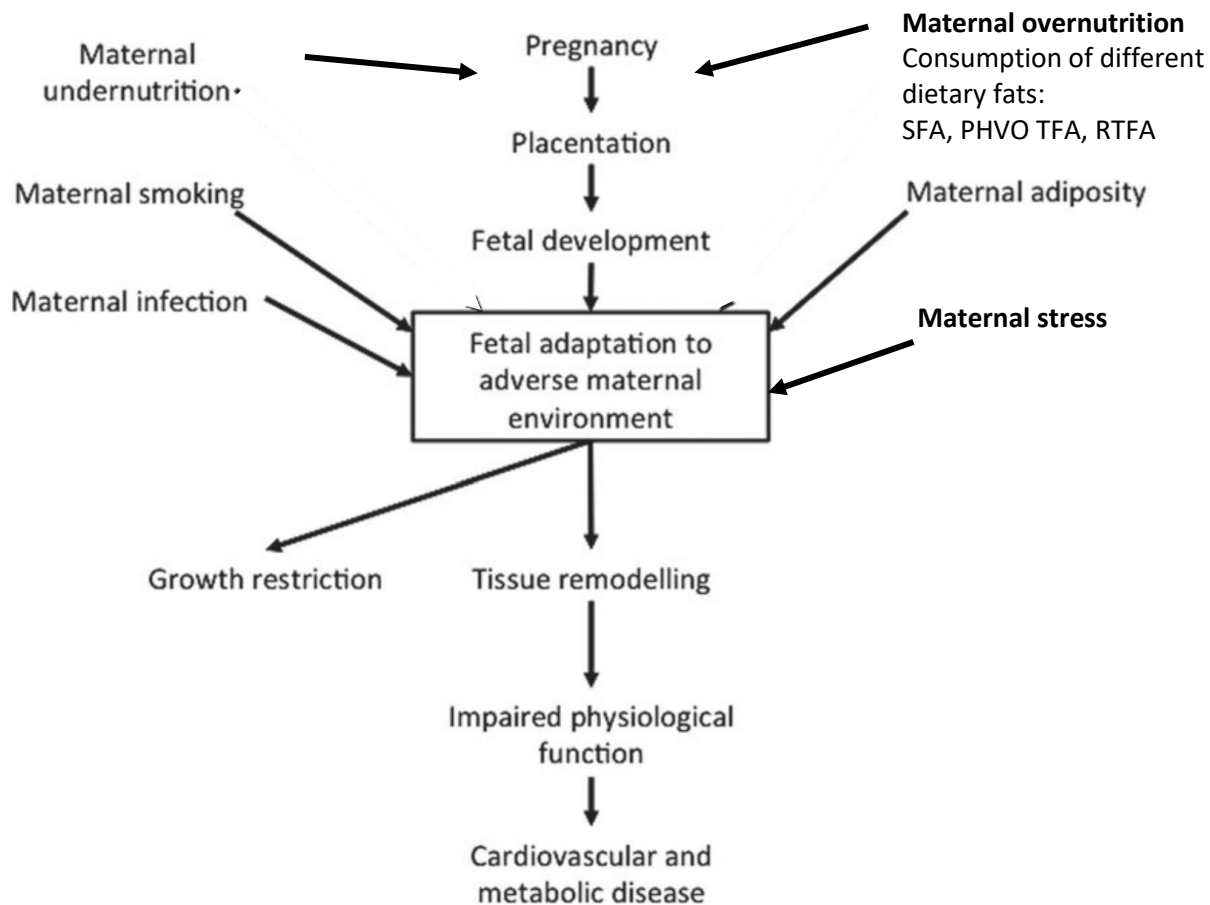 Maternal
undernutrition
Pregnancy
Maternal overnutrition
Consumption of different
dietary fats:
SFA, PHVO TFA, RTFA
Placentation
Maternal smoking
Maternal adiposity
Fetal development
Maternal infection
Maternal stress
Fetal adaptation to
adverse maternal
environment
Growth restriction
Tissue remodelling
Impaired physiological
function
Cardiovascular and
metabolic disease